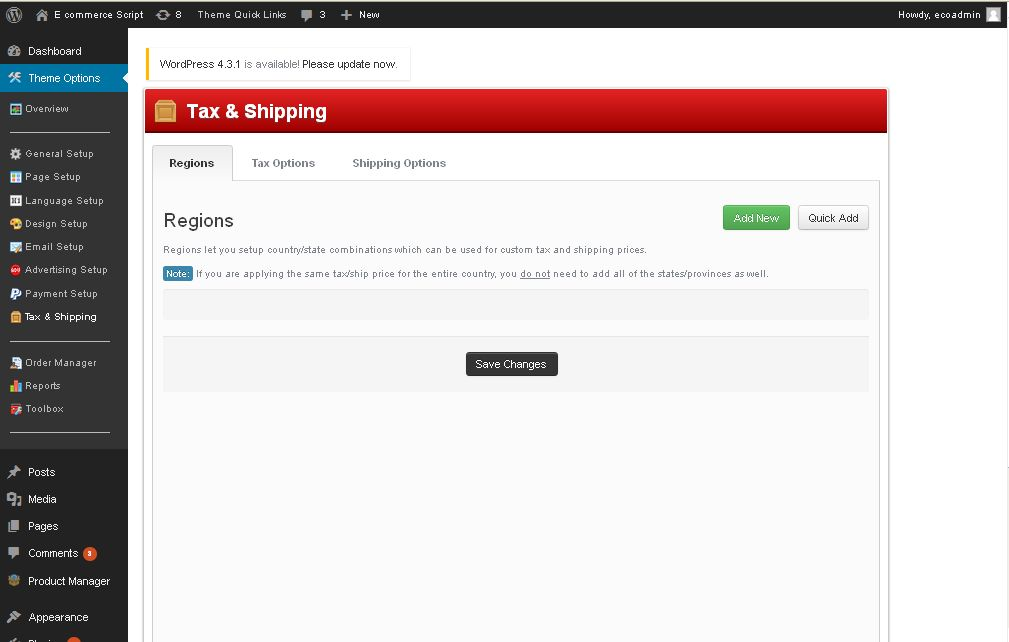 E commerce Script 8 Theme Quick Links 3 New Howdy, ecoadmin
Dashboard
Theme Options
Overview
General Setup
Page Setup
Language Setup
Design Setup
Email Setup
Advertising Setup
Payment Setup
Tax & Shipping
Order Manager
Reports
Toolbox
Posts
Media
Pages
Comments 3
Product Manager
Appearance
WordPress 4.3.1 is available! Please update now.
Tax & Shipping
Regions Tax Options Shipping Options
Regions Add New Quick Add
Regions let you setup country/state combinations which can be used for custom tax and shipping prices.
Note: If you are applying the same tax/ship price for the entire country, you do not need to add all of the states/provinces as well.
Save Changes